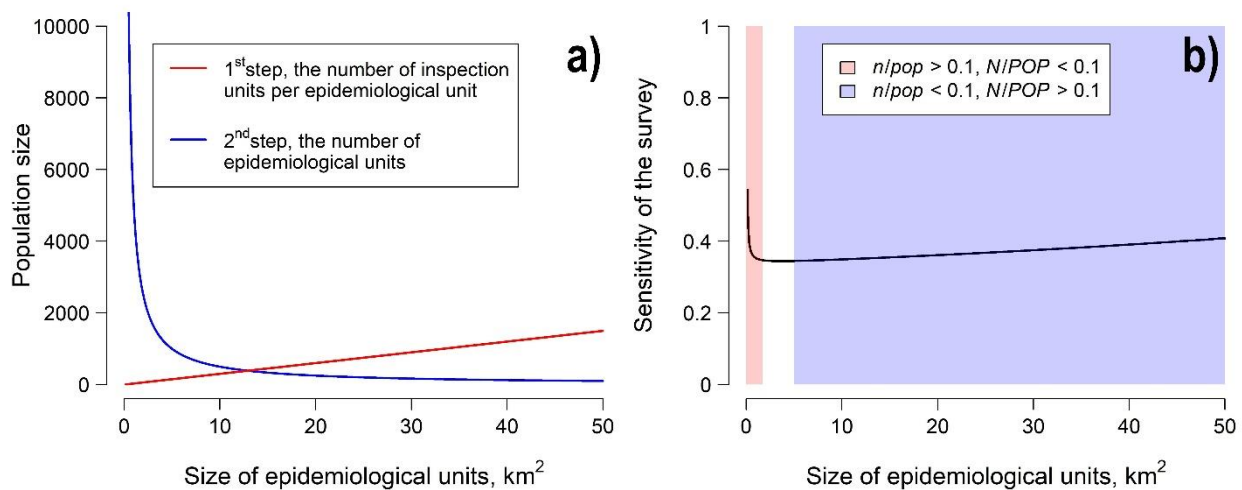 a)
Population size
10000
8000
6000
4000
2000
0
1st step, the number of inspection
units per epidemiological unit
2nd step, the number of
epidemiological units
0 10 20 30 40 50
Size of epidemiological units, km2
b)
Sensitivity of the survey
1
0.8
0.6
0.4
0.2
0
n/pop > 0.1, N/POP < 0.1
n/pop < 0.1, N/POP > 0.1
0 10 20 30 40 50
Size of epidemiological units, km2